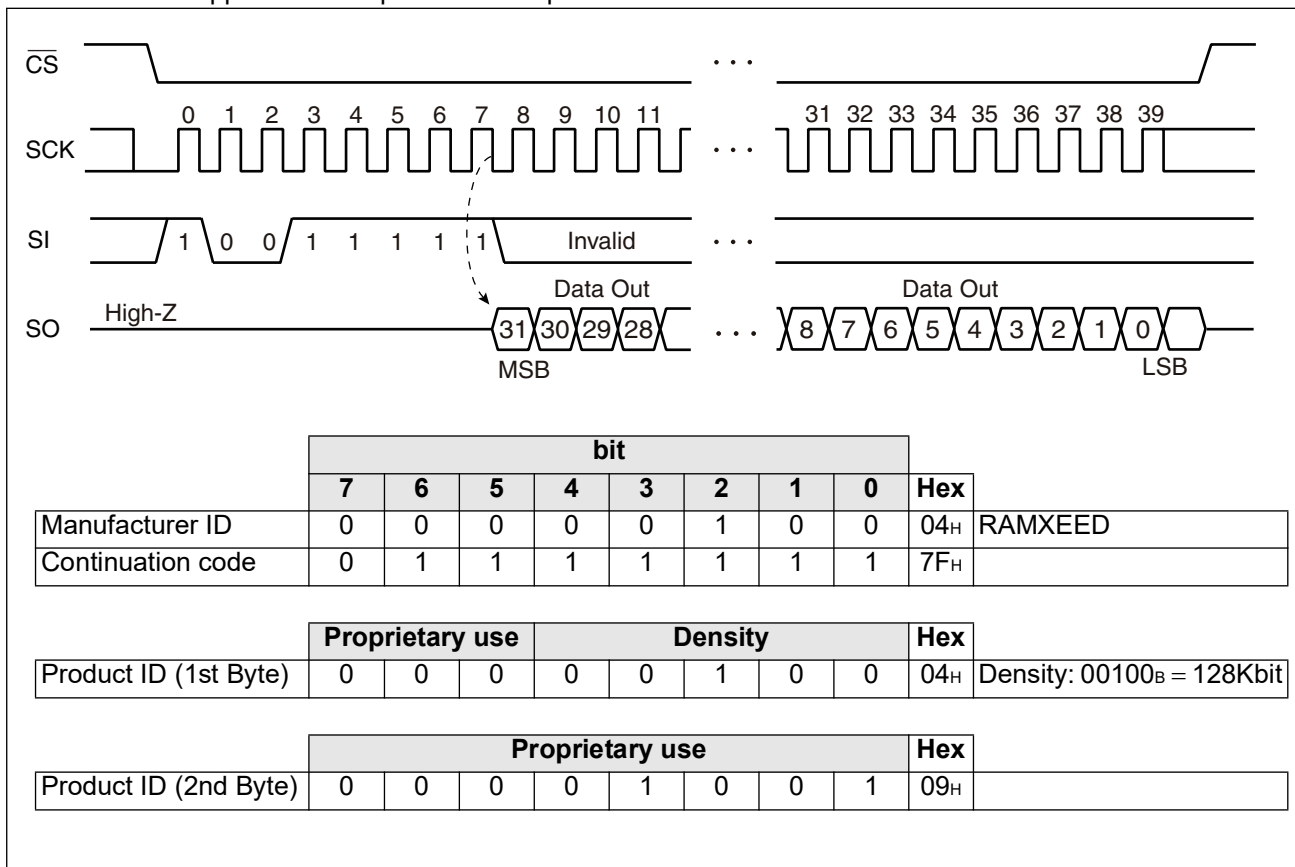 CS
0 1 2 3 4 5 6 7 8 9 10 11 31 32 33 34 35 36 37 38 39
SCK
SI 1 0 0 1 1 1 1 1 Invalid
Data Out Data Out
High-Z
SO 31 30 29 28 8 7 6 5 4 3 2 1 0
MSB LSB
bit
7 6 5 4 3 2 1 0 Hex
Manufacturer ID 0 0 0 0 0 1 0 0 04H RAMXEED
Continuation code 0 1 1 1 1 1 1 1 7FH
Proprietary use Density Hex
Product ID (1st Byte) 0 0 0 0 0 1 0 0 04H Density: 00100B = 128Kbit
Proprietary use Hex
Product ID (2nd Byte) 0 0 0 0 1 0 0 1 09H